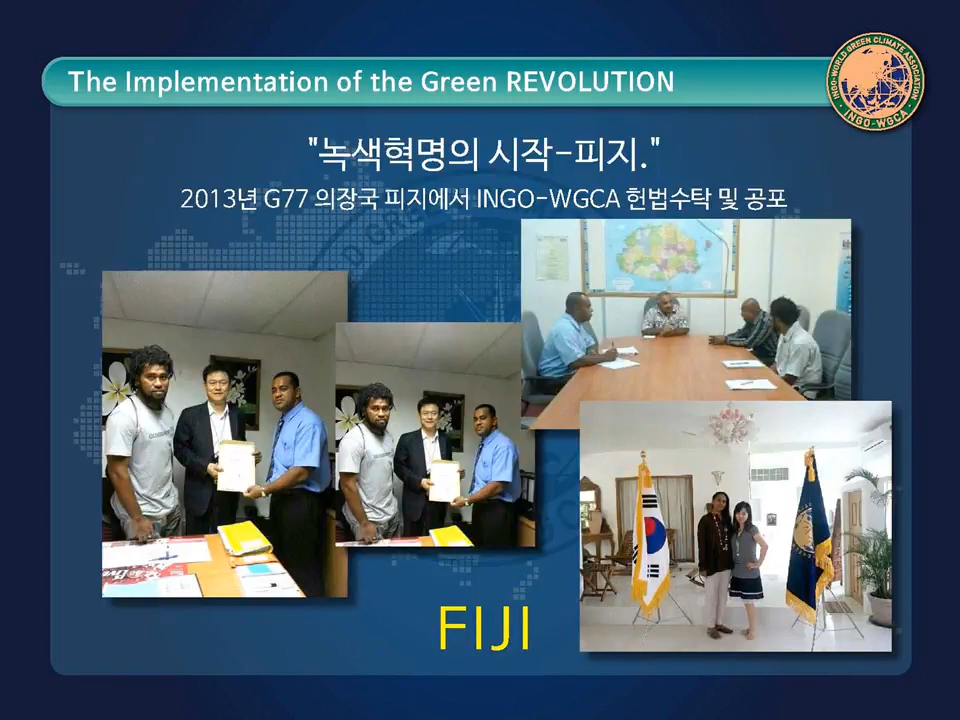 The Implementation of the Green REVOLUTION
INGO-WORLD GREEN CLIMATE ASSOCIATION
INGO-WGCA
"녹색혁명의 시작-피지."
2013년 G77 의장국 피지에서 INGO-WGCA 헌법수탁 및 공포
FIJI